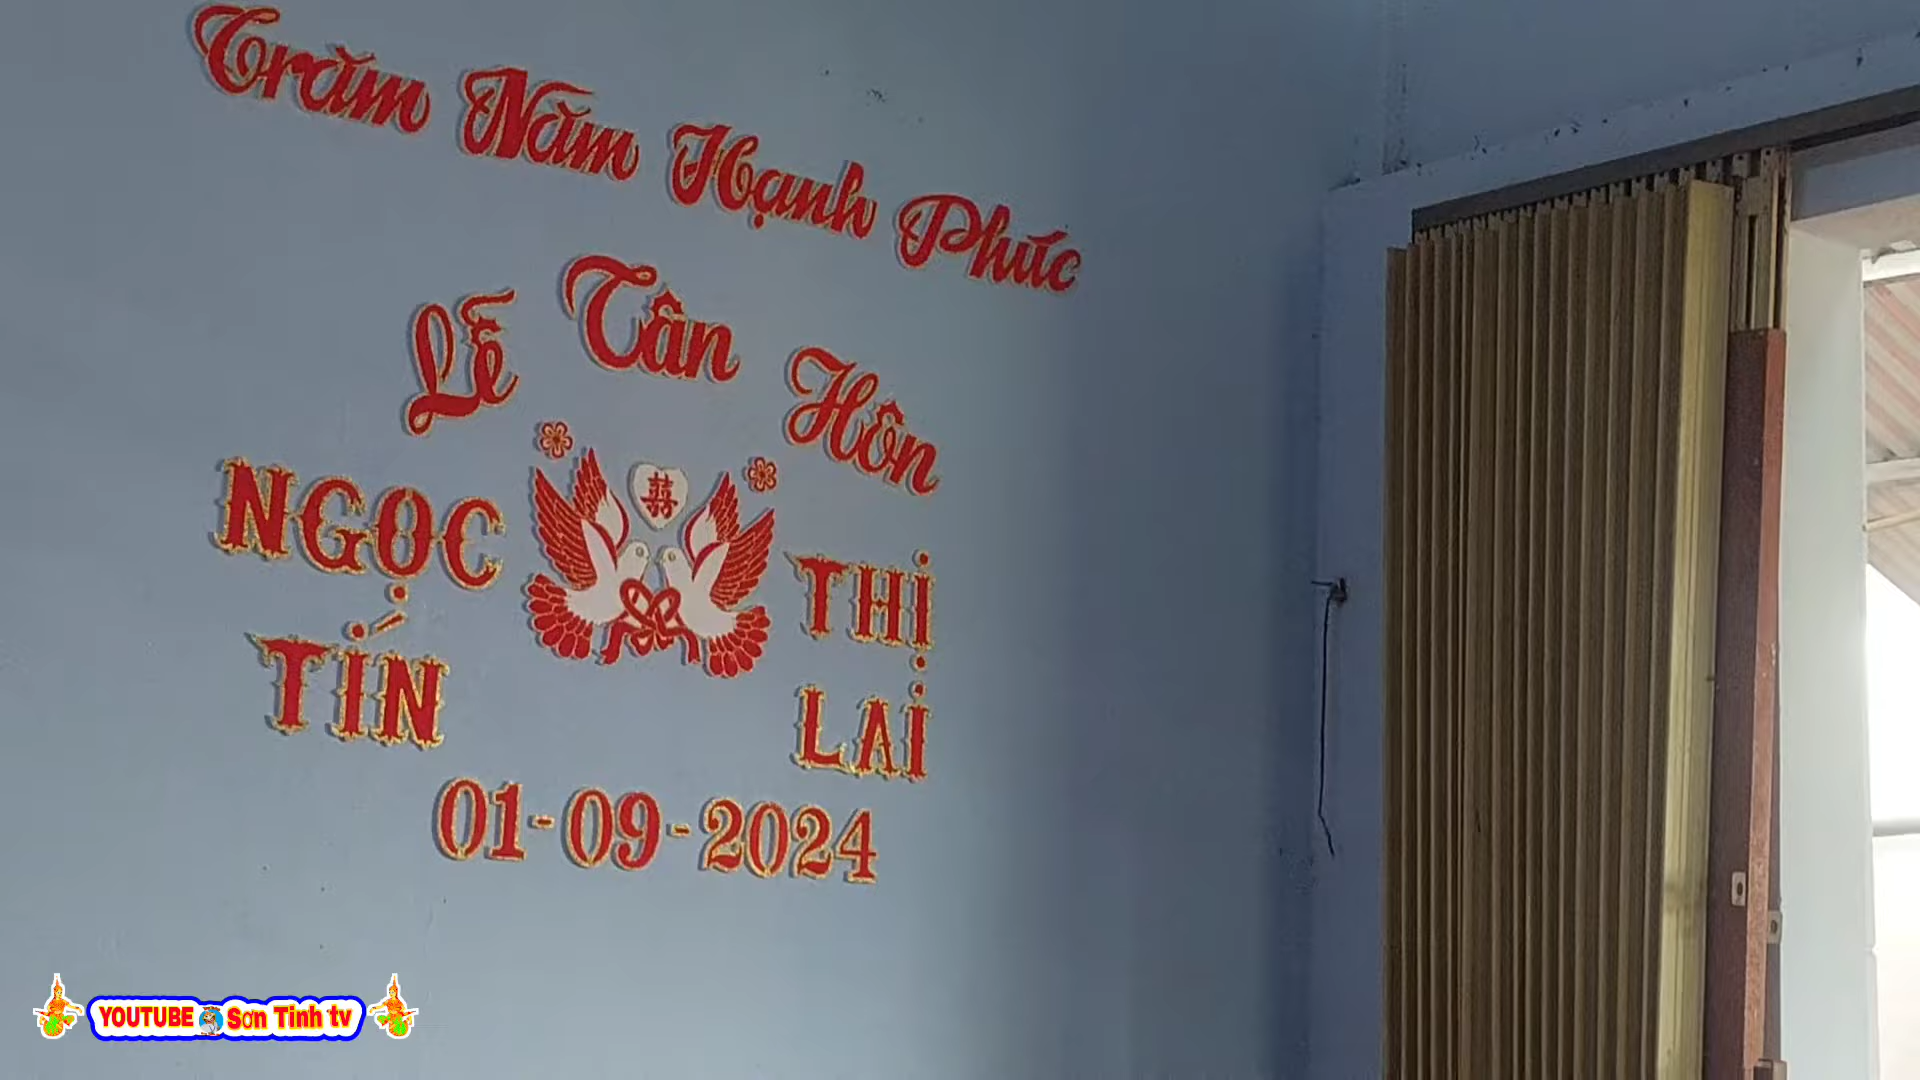 Trăm Năm Hạnh Phúc
Lễ Tân Hôn
囍
NGỌC TÍN
THỊ LAI
01-09-2024
YOUTUBE Sơn Tinh tv